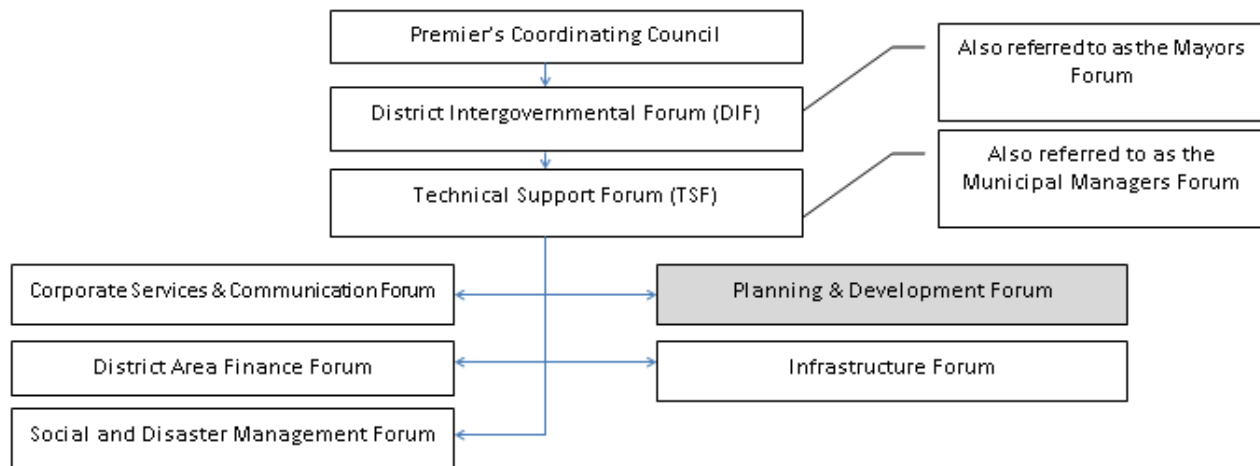 Premier's Coordinating Council
Also referred to as the Mayors
Forum
District Intergovernmental Forum (DIF)
Also referred to as the
Municipal Managers Forum
Technical Support Forum (TSF)
Corporate Services & Communication Forum
Planning & Development Forum
District Area Finance Forum
Infrastructure Forum
Social and Disaster Management Forum